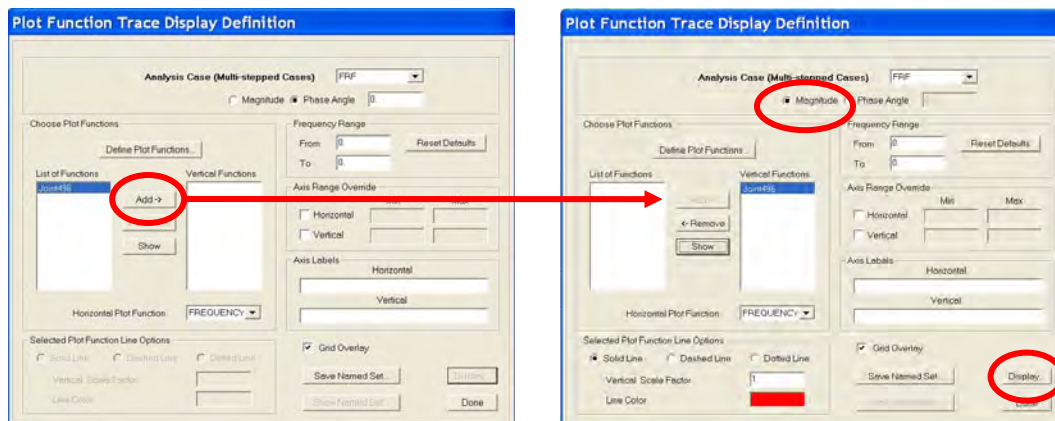 Plot Function Trace Display Definition
Analysis Case (Multi-stepped Cases) FRF
Magnitude Phase Angle 0.
Choose Plot Functions
Define Plot Functions...
List of Functions Vertical Functions
Joint496
Add ->
Show
Horizontal Plot Function FREQUENCY
Frequency Range
From 0. Reset Defaults
To 0.
Axis Range Override
Min Max
Horizontal
Vertical
Axis Labels
Horizontal
Vertical
Selected Plot Function Line Options
Solid Line Dashed Line Dotted Line
Vertical Scale Factor
Line Color
Grid Overlay
Save Named Set... Display
Show Named Set... Done
Plot Function Trace Display Definition
Analysis Case (Multi-stepped Cases) FRF
Magnitude Phase Angle
Choose Plot Functions
Define Plot Functions...
List of Functions Vertical Functions
Joint496
<- Remove
Show
Horizontal Plot Function FREQUENCY
Frequency Range
From 0. Reset Defaults
To 0.
Axis Range Override
Min Max
Horizontal
Vertical
Axis Labels
Horizontal
Vertical
Selected Plot Function Line Options
Solid Line Dashed Line Dotted Line
Vertical Scale Factor 1
Line Color
Grid Overlay
Save Named Set... Display
Done